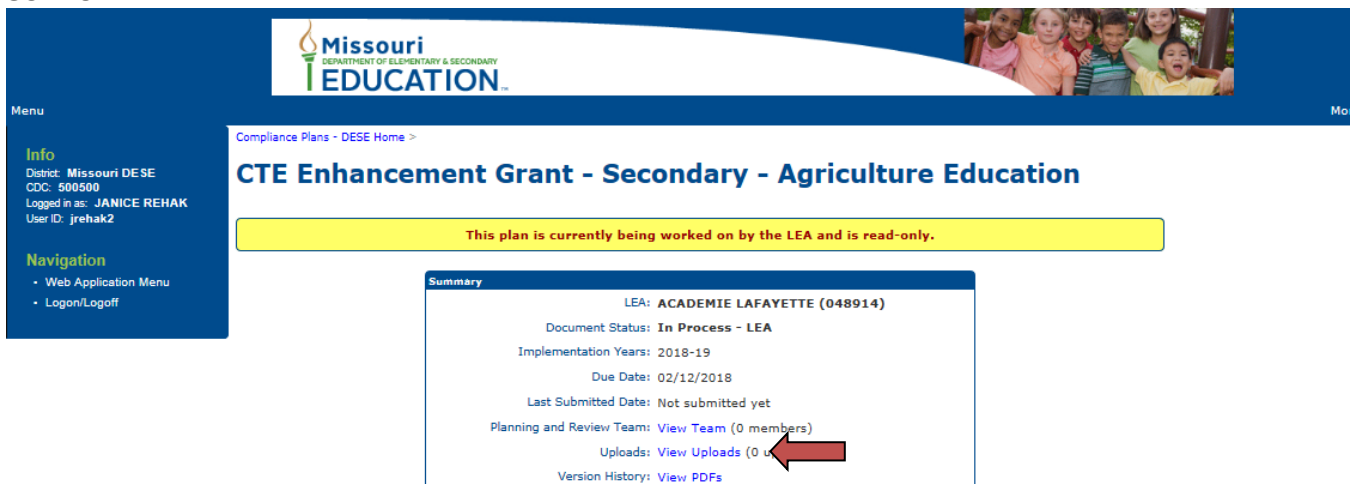 Missouri
DEPARTMENT OF ELEMENTARY & SECONDARY
EDUCATION™
Menu
Compliance Plans - DESE Home >
Info
District: Missouri DESE
CDC: 500500
Logged in as: JANICE REHAK
User ID: jrehak2
Navigation
• Web Application Menu
• Logon/Logoff
CTE Enhancement Grant - Secondary - Agriculture Education
This plan is currently being worked on by the LEA and is read-only.
Summary
LEA: ACADEMIE LAFAYETTE (048914)
Document Status: In Process - LEA
Implementation Years: 2018-19
Due Date: 02/12/2018
Last Submitted Date: Not submitted yet
Planning and Review Team: View Team (0 members)
Uploads: View Uploads (0
Version History: View PDFs